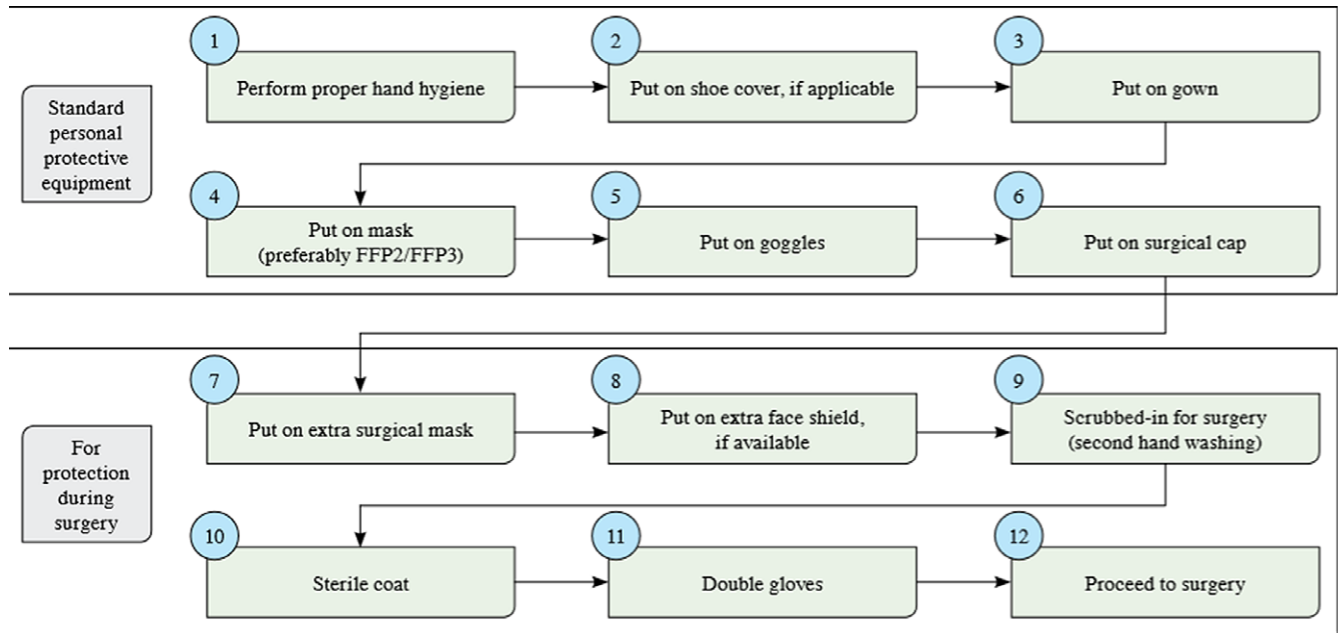 1
Perform proper hand hygiene
2
Put on shoe cover, if applicable
3
Put on gown
Standard
personal
protective
equipment
4
Put on mask
(preferably FFP2/FFP3)
5
Put on goggles
6
Put on surgical cap
7
Put on extra surgical mask
8
Put on extra face shield,
if available
9
Scrubbed-in for surgery
(second hand washing)
For
protection
during
surgery
10
Sterile coat
11
Double gloves
12
Proceed to surgery